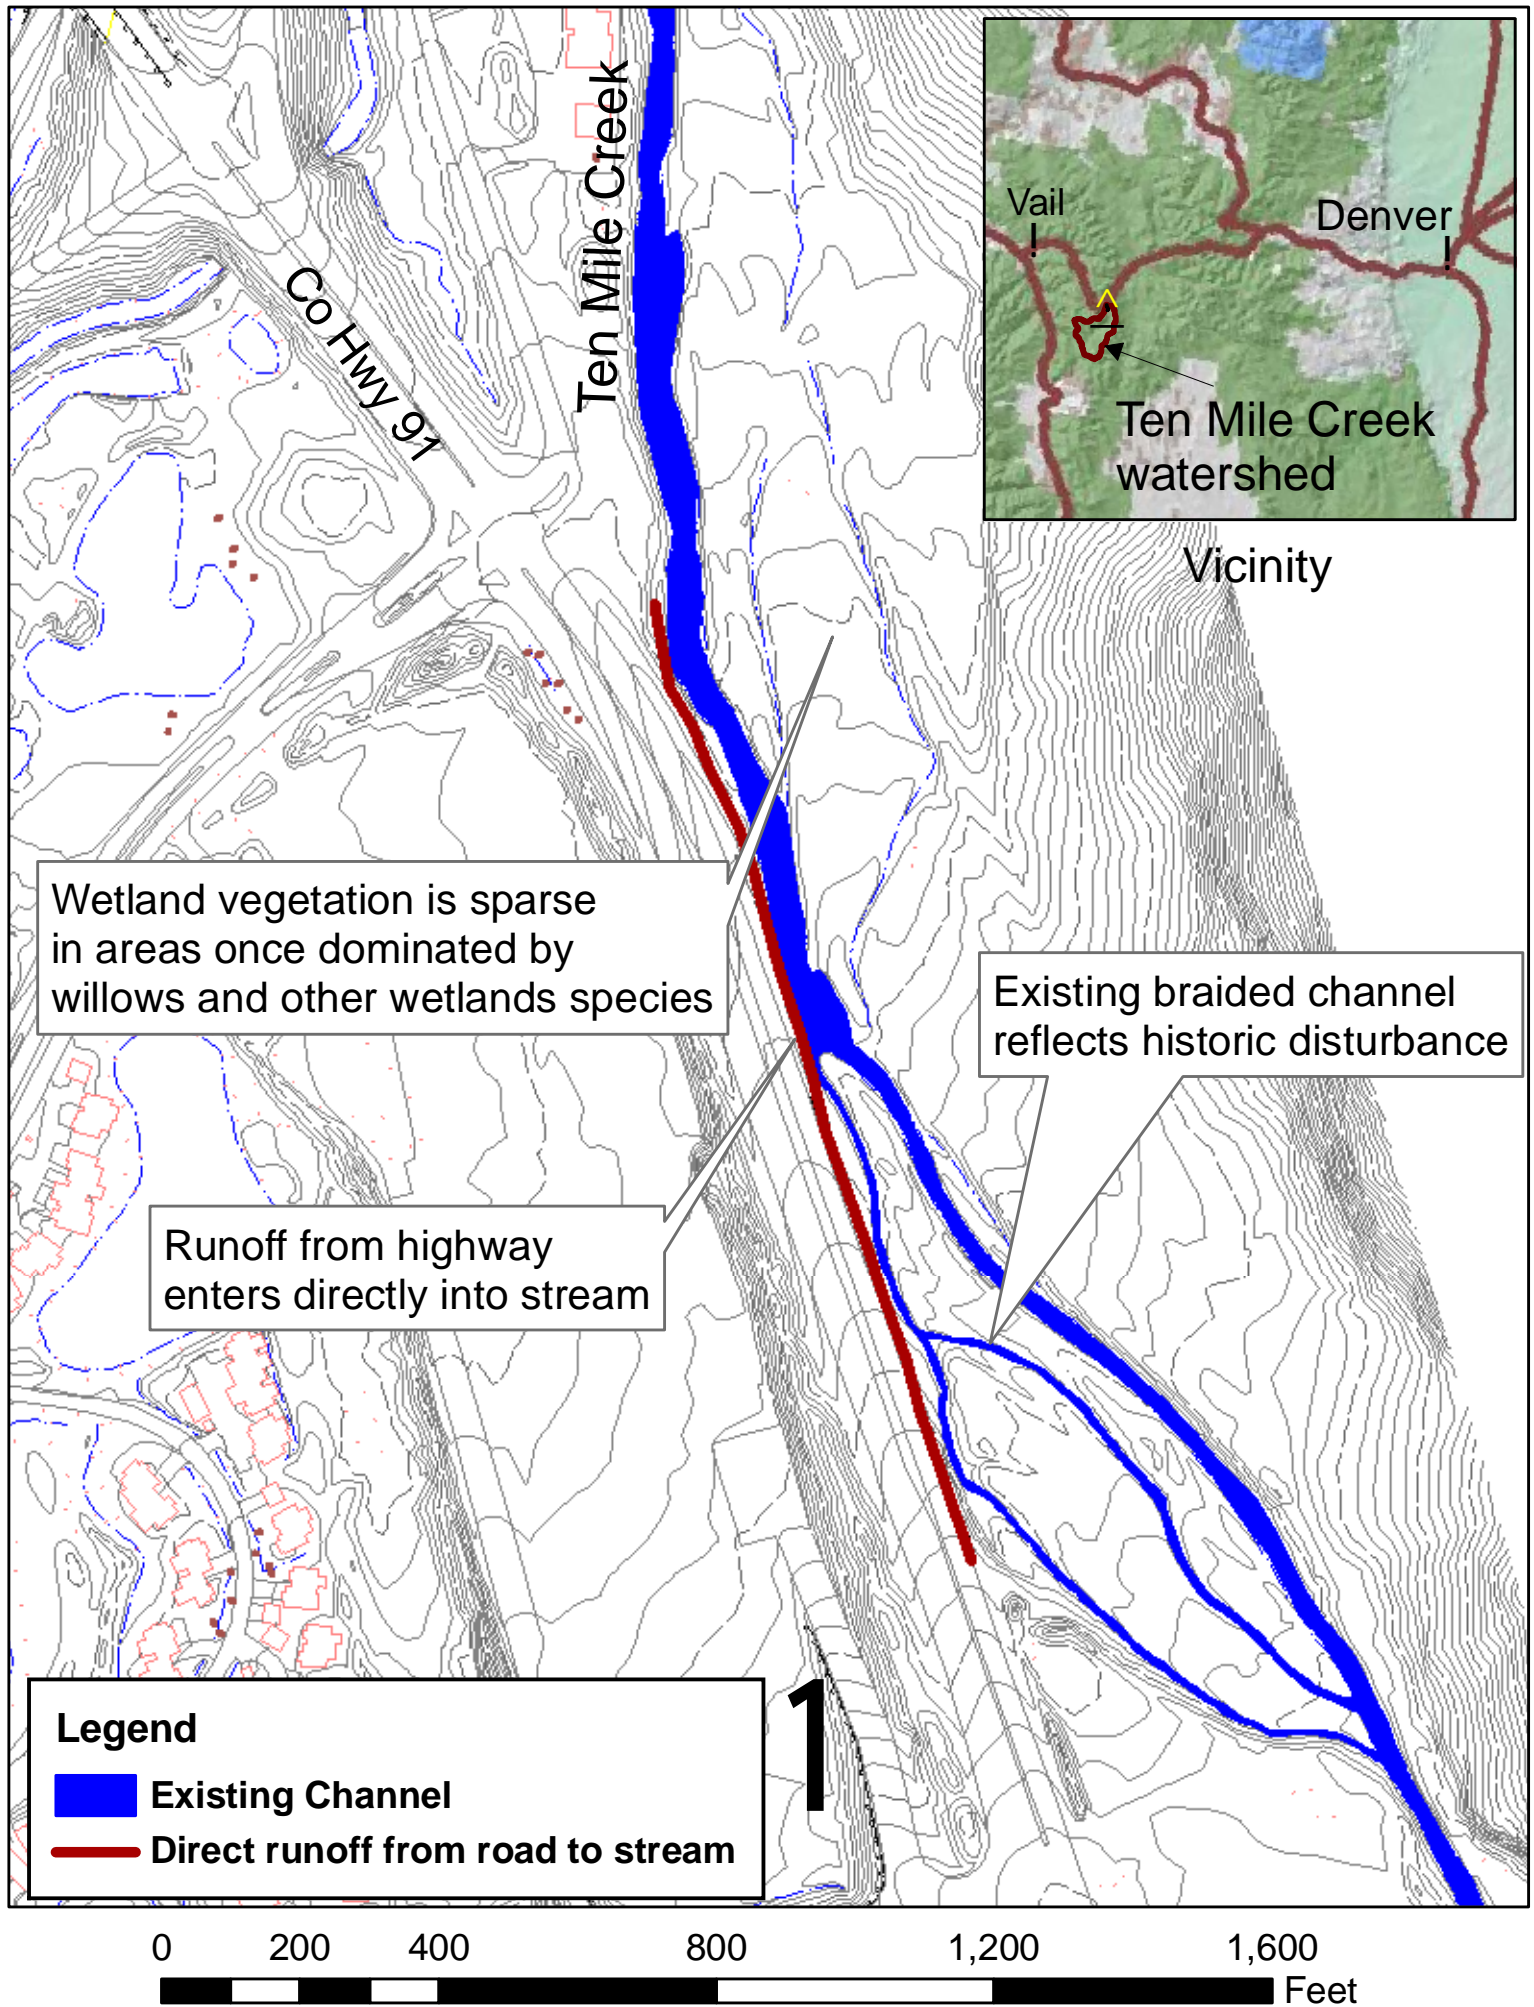 Ten Mile Creek
Co Hwy 91
Vail
Denver
Ten Mile Creek
watershed
Vicinity
Wetland vegetation is sparse
in areas once dominated by
willows and other wetlands species
Existing braided channel
reflects historic disturbance
Runoff from highway
enters directly into stream
1
Legend
Existing Channel
Direct runoff from road to stream
0 200 400 800 1,200 1,600
Feet